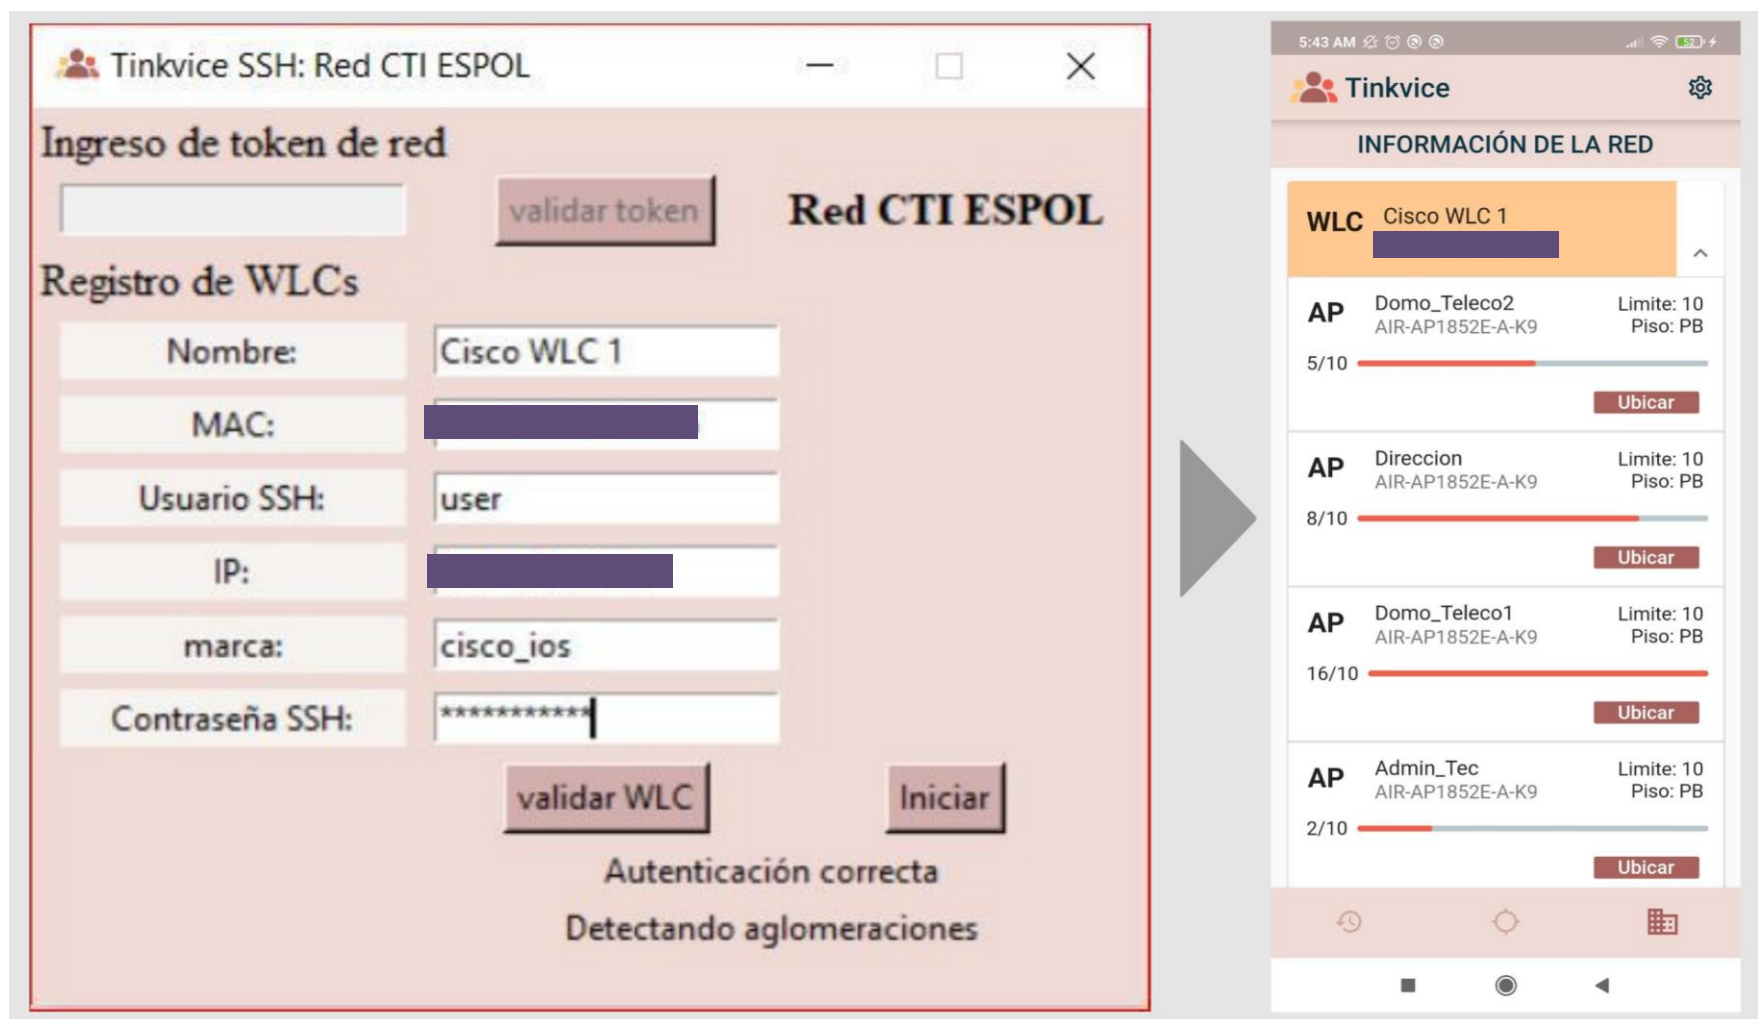 Tinkvice SSH: Red CTI ESPOL
Ingreso de token de red
validar token
Red CTI ESPOL
Registro de WLCs
Nombre: Cisco WLC 1
MAC:
Usuario SSH: user
IP:
marca: cisco_ios
Contraseña SSH: ***********
validar WLC
Iniciar
Autenticación correcta
Detectando aglomeraciones
5:43 AM 52
Tinkvice
INFORMACIÓN DE LA RED
WLC Cisco WLC 1
AP Domo_Teleco2 Limite: 10
AIR-AP1852E-A-K9 Piso: PB
5/10
Ubicar
AP Direccion Limite: 10
AIR-AP1852E-A-K9 Piso: PB
8/10
Ubicar
AP Domo_Teleco1 Limite: 10
AIR-AP1852E-A-K9 Piso: PB
16/10
Ubicar
AP Admin_Tec Limite: 10
AIR-AP1852E-A-K9 Piso: PB
2/10
Ubicar